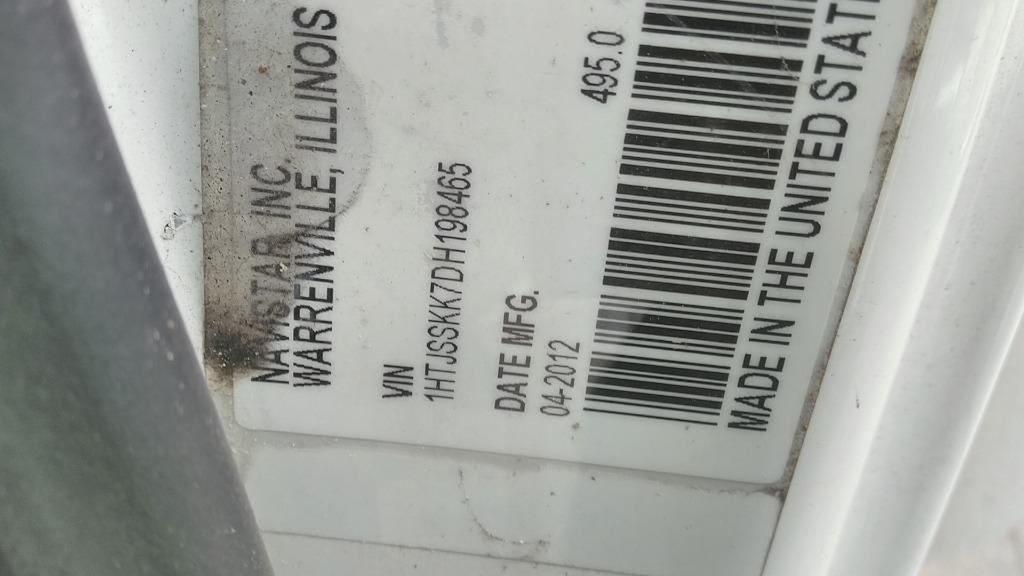 NAVISTAR INC.
WARRENVILLE, ILLINOIS
VIN
1HTJSSKK7DH198465
DATE MFG.
04-2012
495.0
MADE IN THE UNITED STAT